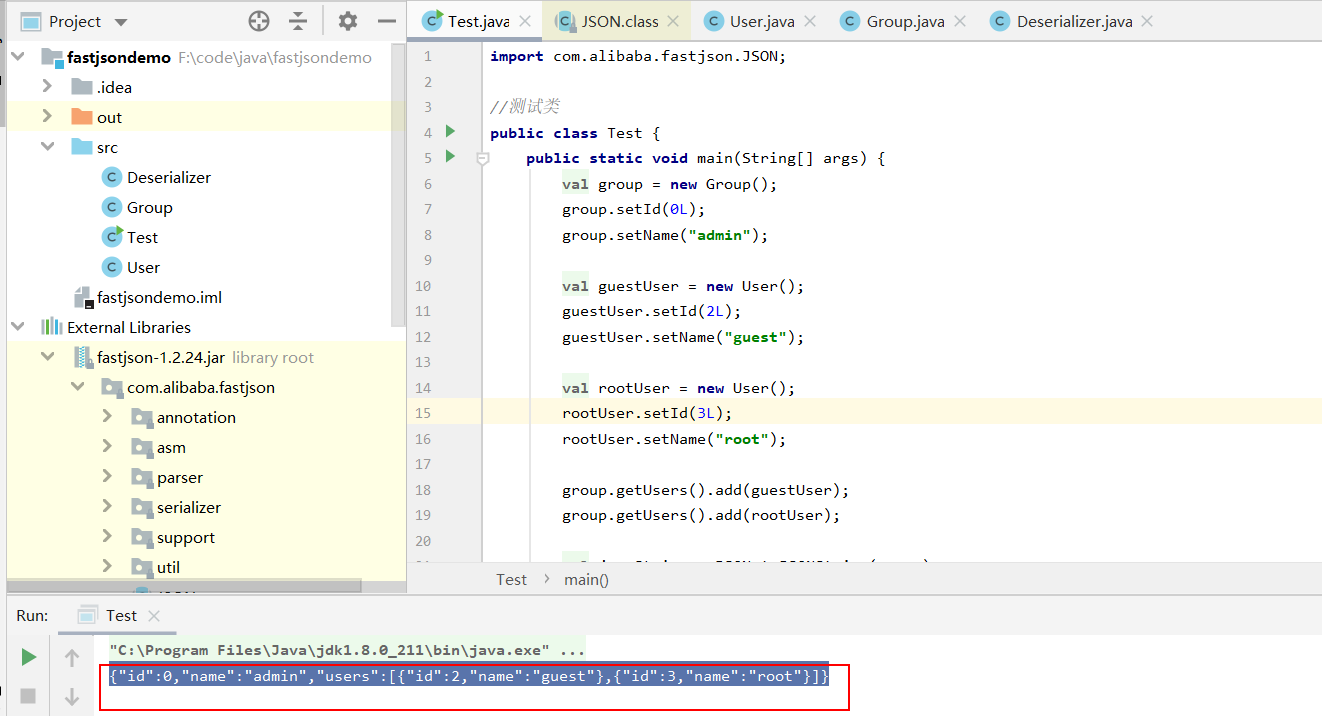 Project
Test.java
JSON.class
User.java
Group.java
Deserializer.java
fastjsondemo F:\code\java\fastjsondemo
.idea
out
src
Deserializer
Group
Test
User
fastjsondemo.iml
External Libraries
fastjson-1.2.24.jar library root
com.alibaba.fastjson
annotation
asm
parser
serializer
support
util
1 import com.alibaba.fastjson.JSON;
2
3 //测试类
4 public class Test {
5 public static void main(String[] args) {
6 val group = new Group();
7 group.setId(0L);
8 group.setName("admin");
9
10 val guestUser = new User();
11 guestUser.setId(2L);
12 guestUser.setName("guest");
13
14 val rootUser = new User();
15 rootUser.setId(3L);
16 rootUser.setName("root");
17
18 group.getUsers().add(guestUser);
19 group.getUsers().add(rootUser);
20
Test > main()
Run: Test
"C:\Program Files\Java\jdk1.8.0_211\bin\java.exe" ...
{"id":0,"name":"admin","users":[{"id":2,"name":"guest"},{"id":3,"name":"root"}]}